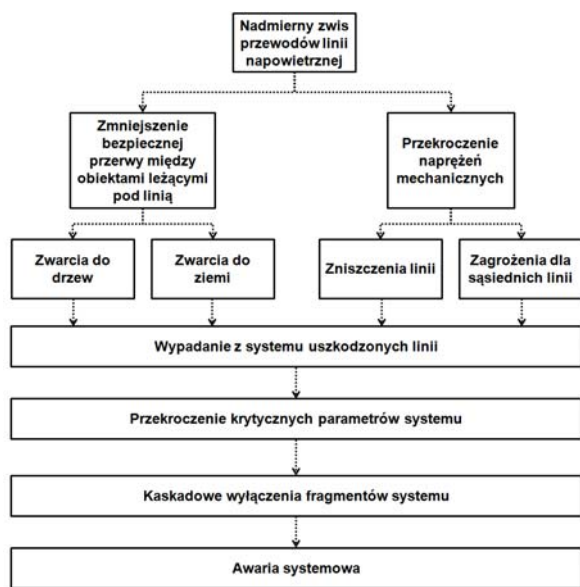 Nadmierny zwis
przewodów linii
napowietrznej
Zmniejszenie
bezpiecznej
przerwy między
obiektami leżącymi
pod linią
Przekroczenie
naprężeń
mechanicznych
Zwarcia do
drzew
Zwarcia do
ziemi
Zniszczenia linii
Zagrożenia dla
sąsiednich linii
Wypadanie z systemu uszkodzonych linii
Przekroczenie krytycznych parametrów systemu
Kaskadowe wyłączenia fragmentów systemu
Awaria systemowa